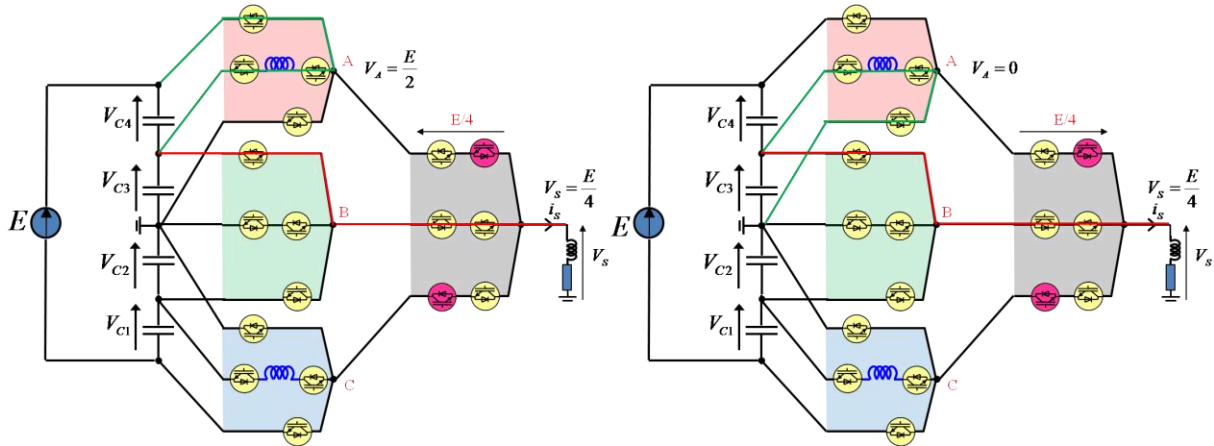 A
V_A = E/2
E/4
V_C4
V_C3
V_S = E/4
i_S
B
E
V_C2
V_S
V_C1
C
A
V_A = 0
E/4
V_C4
V_C3
V_S = E/4
i_S
B
E
V_C2
V_S
V_C1
C